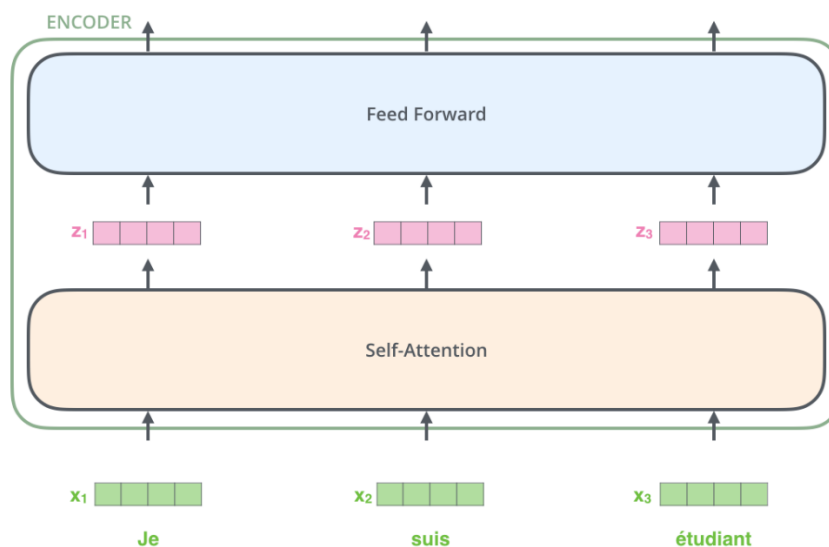 ENCODER
Feed Forward
z₁ z₂ z₃
Self-Attention
x₁ x₂ x₃
Je suis étudiant